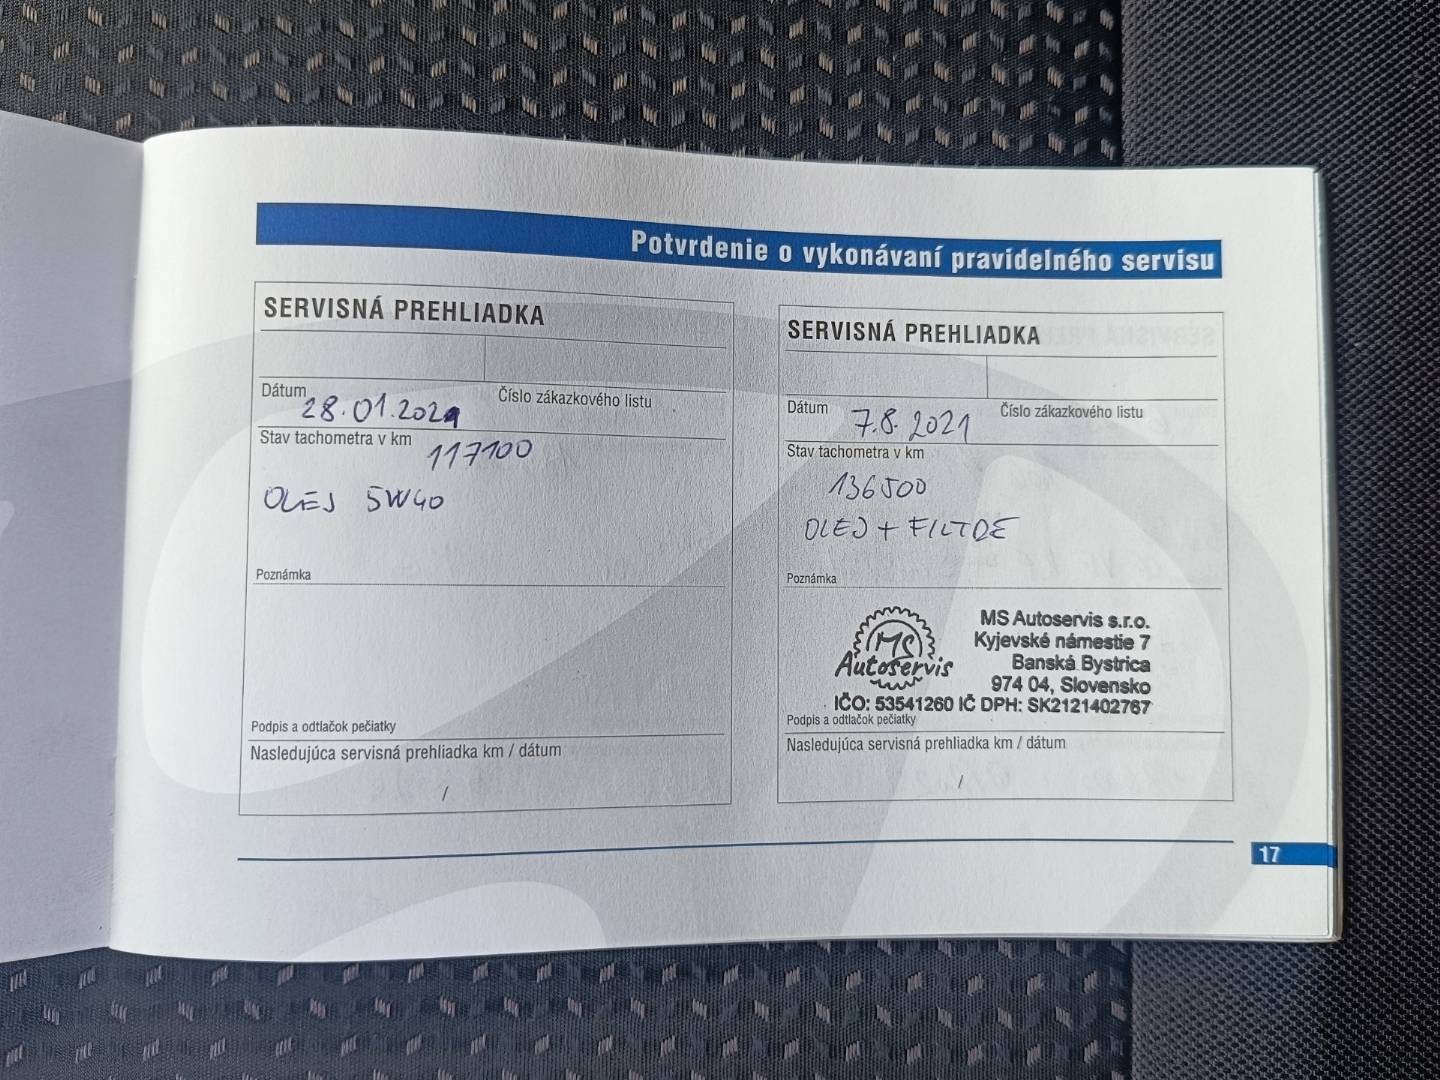 Potvrdenie o vykonávaní pravidelného servisu
SERVISNÁ PREHLIADKA
Dátum
28.01.2021
Číslo zákazkového listu
Stav tachometra v km
117100
OLEJ 5W40
Poznámka
Podpis a odtlačok pečiatky
Nasledujúca servisná prehliadka km / dátum
/
SERVISNÁ PREHLIADKA
Dátum
7.8.2021
Číslo zákazkového listu
Stav tachometra v km
136500
OLEJ + FILTRE
Poznámka
MS
Autoservis
MS Autoservis s.r.o.
Kyjevské námestie 7
Banská Bystrica
974 04, Slovensko
IČO: 53541260 IČ DPH: SK2121402767
Podpis a odtlačok pečiatky
Nasledujúca servisná prehliadka km / dátum
/
17